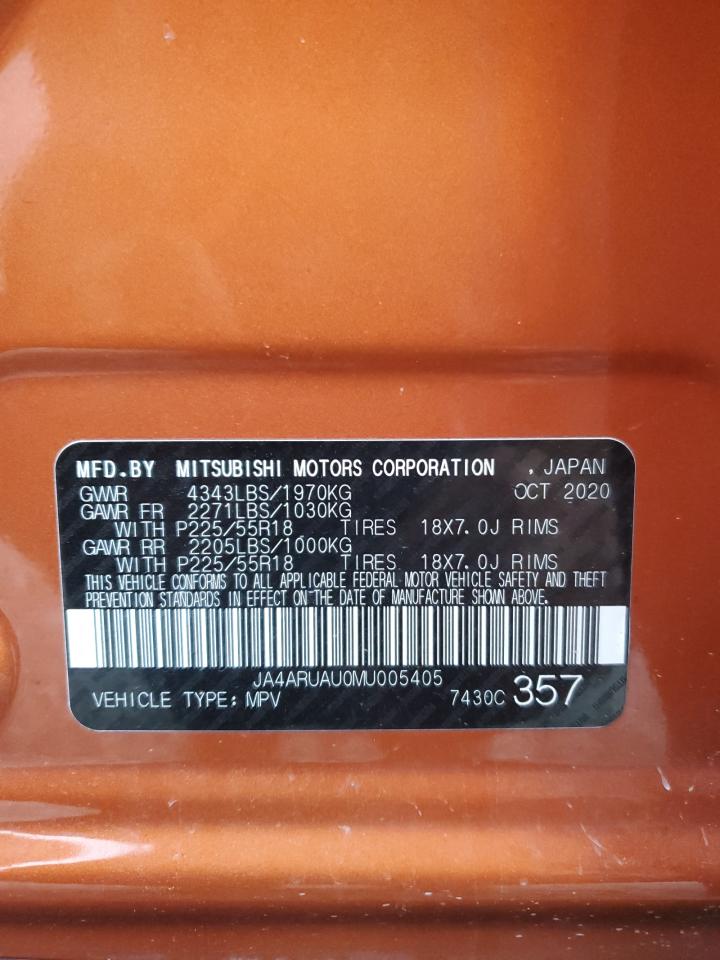 MFD.BY MITSUBISHI MOTORS CORPORATION , JAPAN
GVWR 4343LBS/1970KG OCT 2020
GAWR FR 2271LBS/1030KG
WITH P225/55R18 TIRES 18X7.0J RIMS
GAWR RR 2205LBS/1000KG
WITH P225/55R18 TIRES 18X7.0J RIMS
THIS VEHICLE CONFORMS TO ALL APPLICABLE FEDERAL MOTOR VEHICLE SAFETY AND THEFT
PREVENTION STANDARDS IN EFFECT ON THE DATE OF MANUFACTURE SHOWN ABOVE.
JA4ARUAU0MU005405
VEHICLE TYPE: MPV 7430C 357